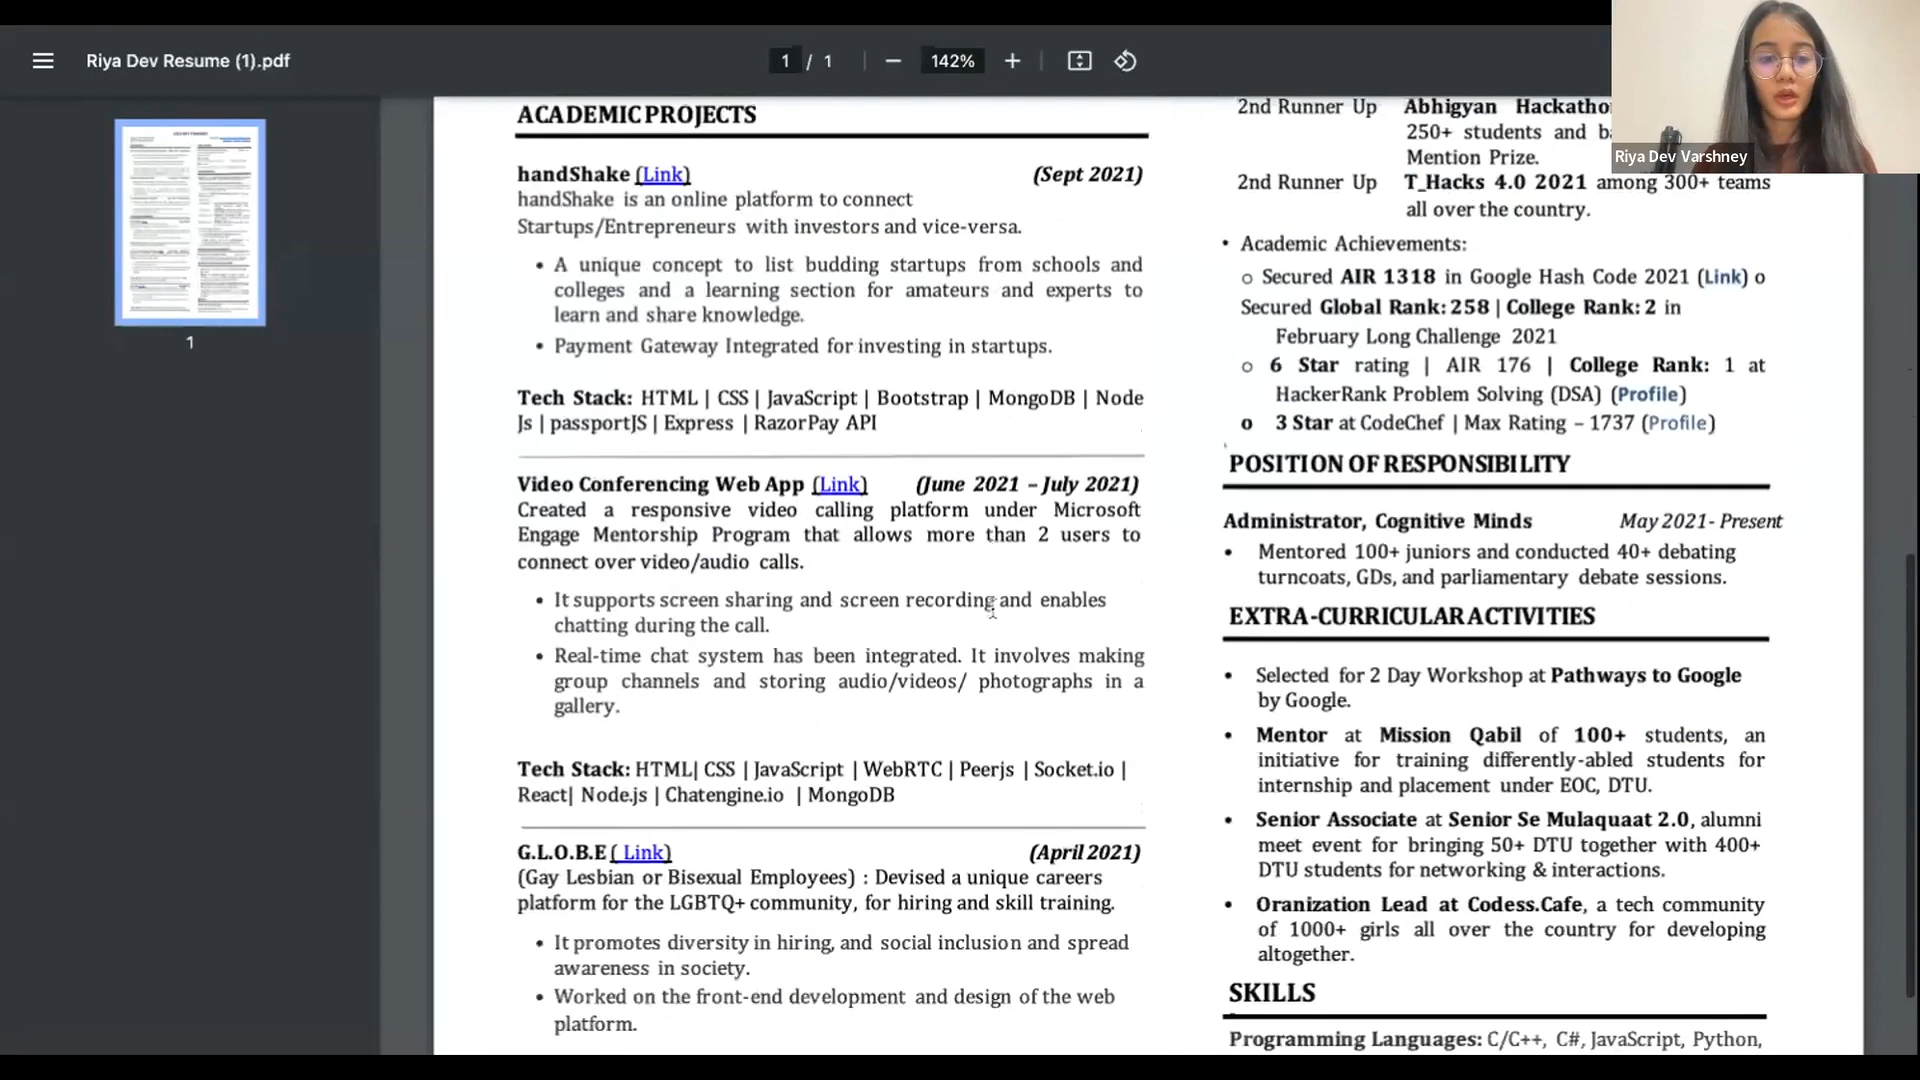 Riya Dev Resume (1).pdf
1 / 1
142%
1
Riya Dev Varshney
ACADEMIC PROJECTS
handShake (Link) (Sept 2021)
handShake is an online platform to connect
Startups/Entrepreneurs with investors and vice-versa.
• A unique concept to list budding startups from schools and
colleges and a learning section for amateurs and experts to
learn and share knowledge.
• Payment Gateway Integrated for investing in startups.
Tech Stack: HTML | CSS | JavaScript | Bootstrap | MongoDB | Node
Js | passportJS | Express | RazorPay API
Video Conferencing Web App (Link) (June 2021 – July 2021)
Created a responsive video calling platform under Microsoft
Engage Mentorship Program that allows more than 2 users to
connect over video/audio calls.
• It supports screen sharing and screen recording and enables
chatting during the call.
• Real-time chat system has been integrated. It involves making
group channels and storing audio/videos/ photographs in a
gallery.
Tech Stack: HTML| CSS | JavaScript | WebRTC | Peerjs | Socket.io |
React| Node.js | Chatengine.io | MongoDB
G.L.O.B.E ( Link) (April 2021)
(Gay Lesbian or Bisexual Employees) : Devised a unique careers
platform for the LGBTQ+ community, for hiring and skill training.
• It promotes diversity in hiring, and social inclusion and spread
awareness in society.
• Worked on the front-end development and design of the web
platform.
2nd Runner Up Abhigyan
250+ students and
Mention Prize.
2nd Runner Up T_Hacks 4.0 2021 among 300+ teams
all over the country.
• Academic Achievements:
o Secured AIR 1318 in Google Hash Code 2021 (Link) o
Secured Global Rank: 258 | College Rank: 2 in
February Long Challenge 2021
o 6 Star rating | AIR 176 | College Rank: 1 at
HackerRank Problem Solving (DSA) (Profile)
o 3 Star at CodeChef | Max Rating – 1737 (Profile)
POSITION OF RESPONSIBILITY
Administrator, Cognitive Minds May 2021- Present
• Mentored 100+ juniors and conducted 40+ debating
turncoats, GDs, and parliamentary debate sessions.
EXTRA-CURRICULAR ACTIVITIES
• Selected for 2 Day Workshop at Pathways to Google
by Google.
• Mentor at Mission Qabil of 100+ students, an
initiative for training differently-abled students for
internship and placement under EOC, DTU.
• Senior Associate at Senior Se Mulaquaat 2.0, alumni
meet event for bringing 50+ DTU together with 400+
DTU students for networking & interactions.
• Oranization Lead at Codess.Cafe, a tech community
of 1000+ girls all over the country for developing
altogether.
SKILLS
Programming Languages: C/C++, C#, JavaScript, Python,